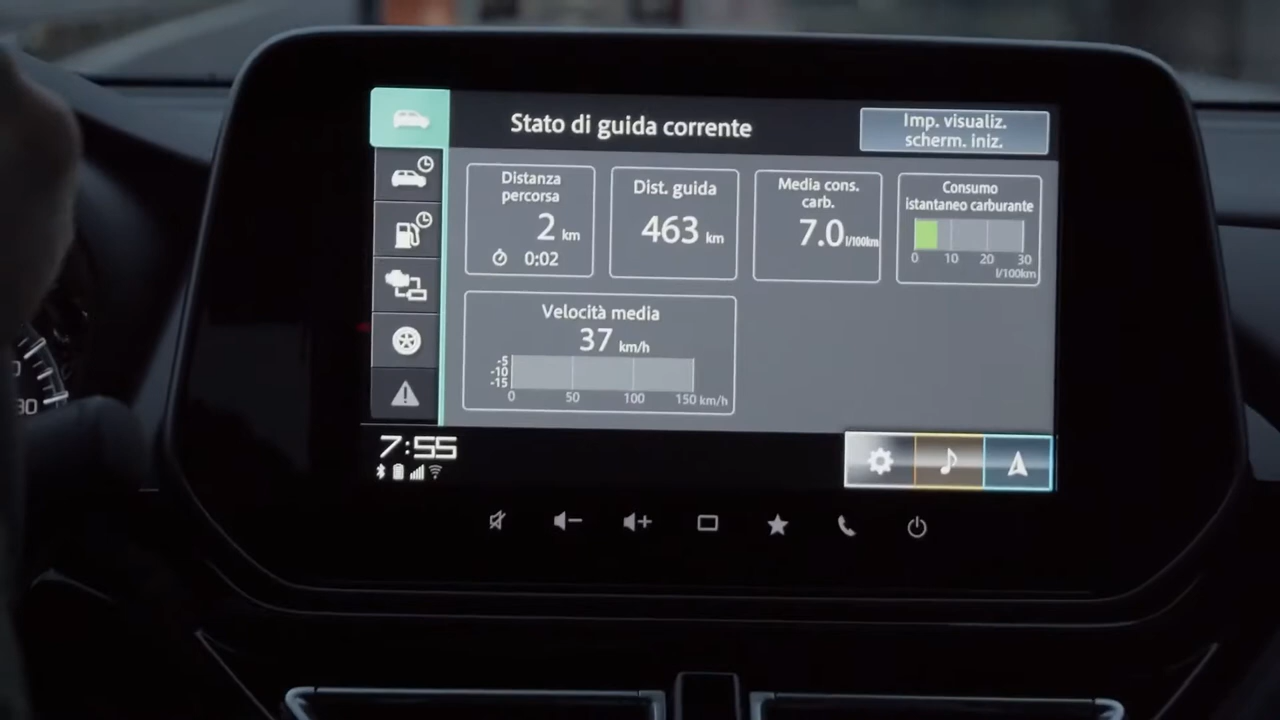 Stato di guida corrente
Imp. visualiz.
scherm. iniz.
Distanza
percorsa
2 km
0:02
Dist. guida
463 km
Media cons.
carb.
7.0 l/100km
Consumo
istantaneo carburante
0 10 20 30
l/100km
Velocità media
37 km/h
-5
-10
-15
0 50 100 150 km/h
7:55